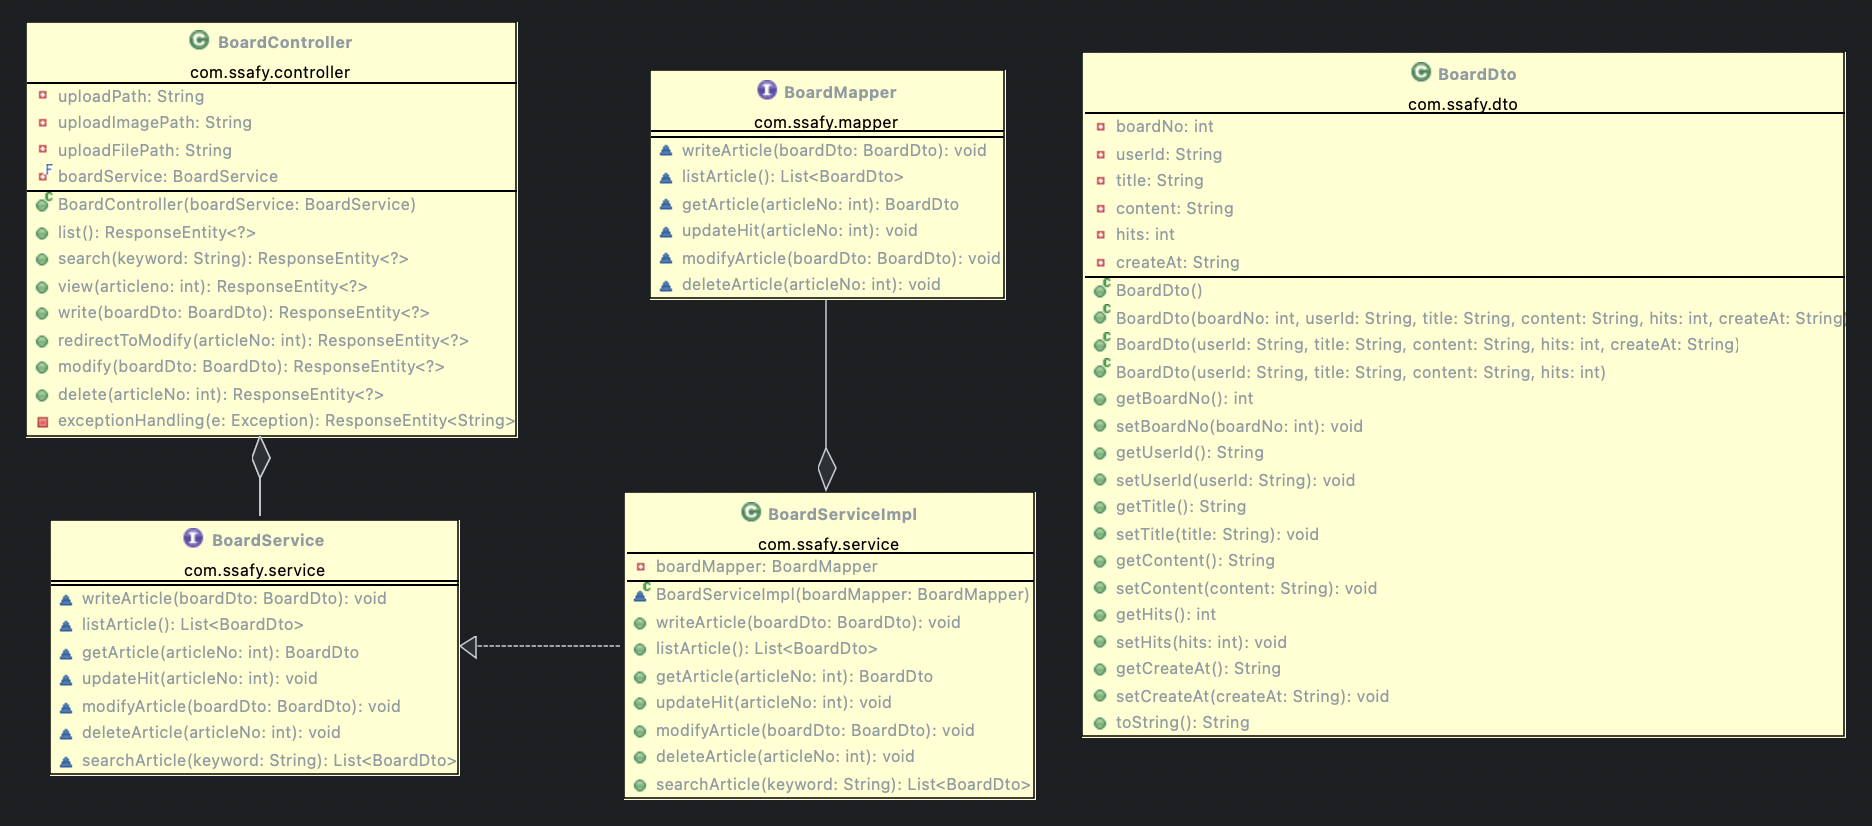 BoardController
com.ssafy.controller
uploadPath: String
uploadImagePath: String
uploadFilePath: String
boardService: BoardService
BoardController(boardService: BoardService)
list(): ResponseEntity<?>
search(keyword: String): ResponseEntity<?>
view(articleno: int): ResponseEntity<?>
write(boardDto: BoardDto): ResponseEntity<?>
redirectToModify(articleNo: int): ResponseEntity<?>
modify(boardDto: BoardDto): ResponseEntity<?>
delete(articleNo: int): ResponseEntity<?>
exceptionHandling(e: Exception): ResponseEntity<String>
BoardService
com.ssafy.service
writeArticle(boardDto: BoardDto): void
listArticle(): List<BoardDto>
getArticle(articleNo: int): BoardDto
updateHit(articleNo: int): void
modifyArticle(boardDto: BoardDto): void
deleteArticle(articleNo: int): void
searchArticle(keyword: String): List<BoardDto>
BoardMapper
com.ssafy.mapper
writeArticle(boardDto: BoardDto): void
listArticle(): List<BoardDto>
getArticle(articleNo: int): BoardDto
updateHit(articleNo: int): void
modifyArticle(boardDto: BoardDto): void
deleteArticle(articleNo: int): void
BoardServiceImpl
com.ssafy.service
boardMapper: BoardMapper
BoardServiceImpl(boardMapper: BoardMapper)
writeArticle(boardDto: BoardDto): void
listArticle(): List<BoardDto>
getArticle(articleNo: int): BoardDto
updateHit(articleNo: int): void
modifyArticle(boardDto: BoardDto): void
deleteArticle(articleNo: int): void
searchArticle(keyword: String): List<BoardDto>
BoardDto
com.ssafy.dto
boardNo: int
userId: String
title: String
content: String
hits: int
createAt: String
BoardDto()
BoardDto(boardNo: int, userId: String, title: String, content: String, hits: int, createAt: String
BoardDto(userId: String, title: String, content: String, hits: int, createAt: String)
BoardDto(userId: String, title: String, content: String, hits: int)
getBoardNo(): int
setBoardNo(boardNo: int): void
getUserId(): String
setUserId(userId: String): void
getTitle(): String
setTitle(title: String): void
getContent(): String
setContent(content: String): void
getHits(): int
setHits(hits: int): void
getCreateAt(): String
setCreateAt(createAt: String): void
toString(): String